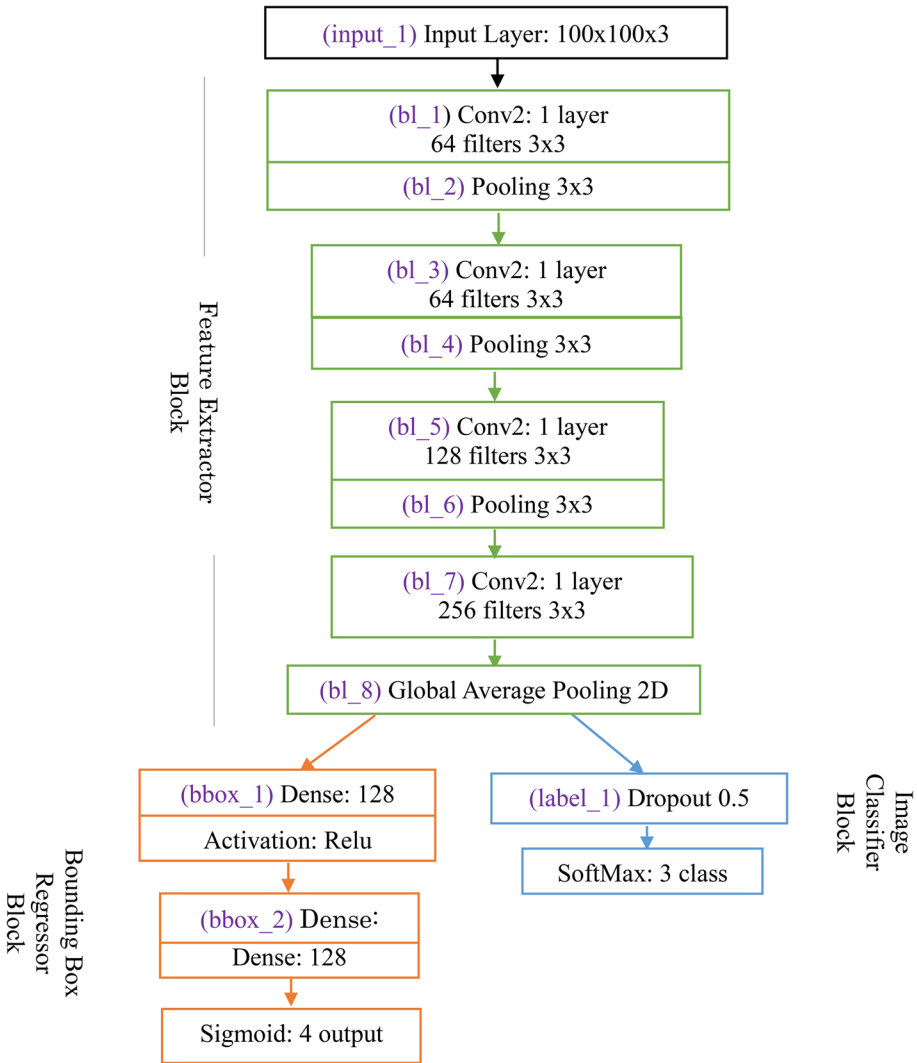 (input_1) Input Layer: 100x100x3
(bl_1) Conv2: 1 layer
64 filters 3x3
(bl_2) Pooling 3x3
(bl_3) Conv2: 1 layer
64 filters 3x3
(bl_4) Pooling 3x3
Feature Extractor
Block
(bl_5) Conv2: 1 layer
128 filters 3x3
(bl_6) Pooling 3x3
(bl_7) Conv2: 1 layer
256 filters 3x3
(bl_8) Global Average Pooling 2D
(bbox_1) Dense: 128
Activation: Relu
(bbox_2) Dense:
Dense: 128
Sigmoid: 4 output
Bounding Box
Regressor
Block
(label_1) Dropout 0.5
SoftMax: 3 class
Image
Classifier
Block